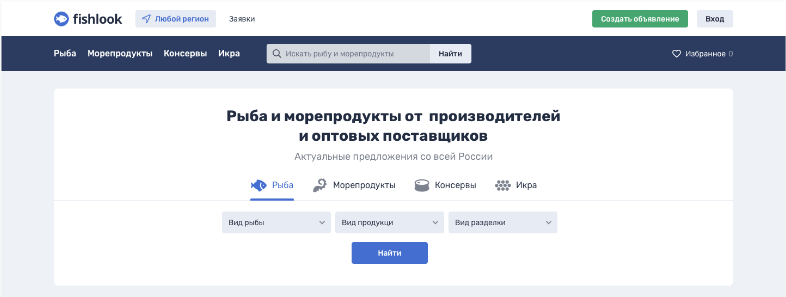 fishlook Любой регион Заявки Создать объявление Вход
Рыба Морепродукты Консервы Икра Искать рыбу и морепродукты Найти Избранное 0
Рыба и морепродукты от производителей
и оптовых поставщиков
Актуальные предложения со всей России
Рыба Морепродукты Консервы Икра
Вид рыбы Вид продукци Вид разделки
Найти